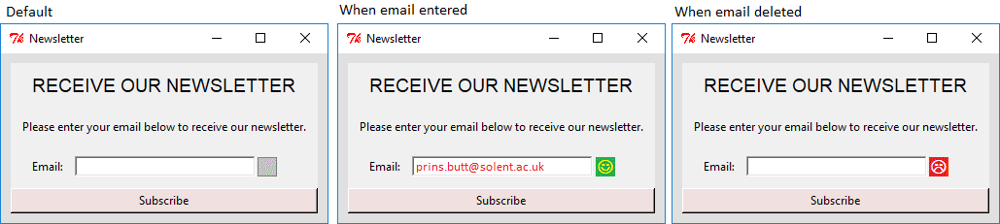 Default
Newsletter
RECEIVE OUR NEWSLETTER
Please enter your email below to receive our newsletter.
Email:
Subscribe
When email entered
Newsletter
RECEIVE OUR NEWSLETTER
Please enter your email below to receive our newsletter.
Email: prins.butt@solent.ac.uk
Subscribe
When email deleted
Newsletter
RECEIVE OUR NEWSLETTER
Please enter your email below to receive our newsletter.
Email:
Subscribe